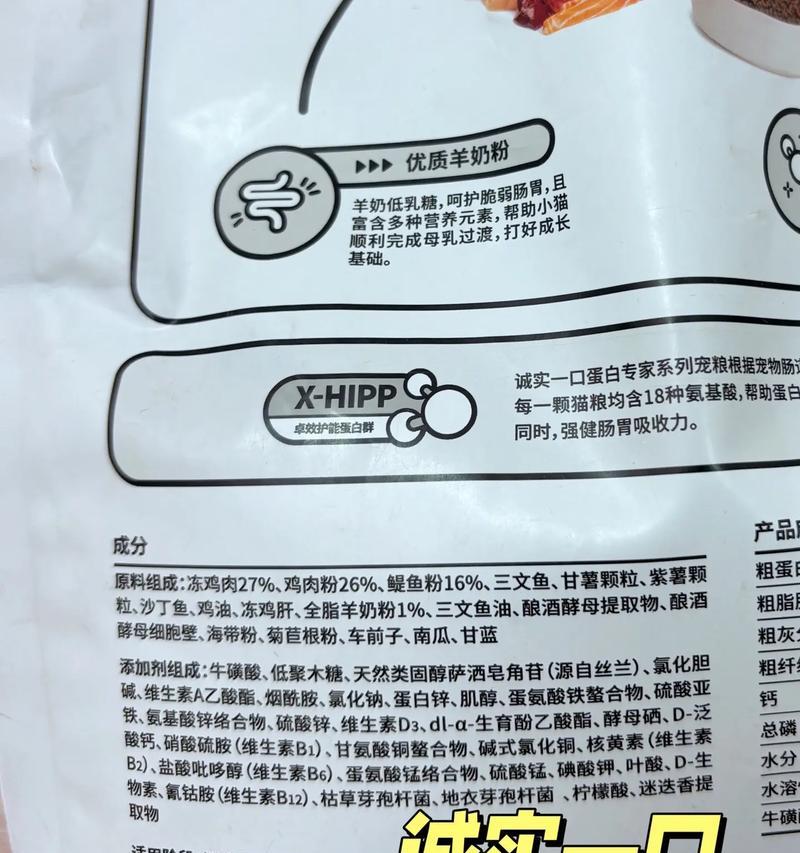 优质羊奶粉
羊奶低乳糖,呵护脆弱肠胃,且
富含多种营养元素,帮助小猫
顺利完成母乳过渡,打好成长
基础。
X-HIPP
卓效护能蛋白群
诚实一口蛋白专家系列宠粮根据宠物肠
每一颗猫粮均含18种氨基酸,帮助蛋白
同时,强健肠胃吸收力。
成分
原料组成:冻鸡肉27%、鸡肉粉26%、鳀鱼粉16%、三文鱼、甘薯颗粒、紫薯颗
粒、沙丁鱼、鸡油、冻鸡肝、全脂羊奶粉1%、三文鱼油、酿酒酵母提取物、酿酒
酵母细胞壁、海带粉、菊苣根粉、车前子、南瓜、甘蓝
添加剂组成:牛磺酸、低聚木糖、天然类固醇萨洒皂角苷(源自丝兰)、氯化胆
碱、维生素A乙酸酯、烟酰胺、氯化钠、蛋白锌、肌醇、蛋氨酸铁螯合物、硫酸亚
铁、氨基酸锌络合物、硫酸锌、维生素D3、dl-α-生育酚乙酸酯、酵母硒、D-泛
酸钙、硝酸硫胺(维生素B1)、甘氨酸铜螯合物、碱式氯化铜、核黄素(维生素
B2)、盐酸吡哆醇(维生素B6)、蛋氨酸锰络合物、硫酸锰、碘酸钾、叶酸、D-生
物素、氰钴胺(维生素B12)、枯草芽孢杆菌、地衣芽孢杆菌 、柠檬酸、迷迭香提
取物
产品
粗蛋白
粗脂肪
粗灰分
粗纤维
钙
总磷
水分
水溶
牛磺酸
诚实一口